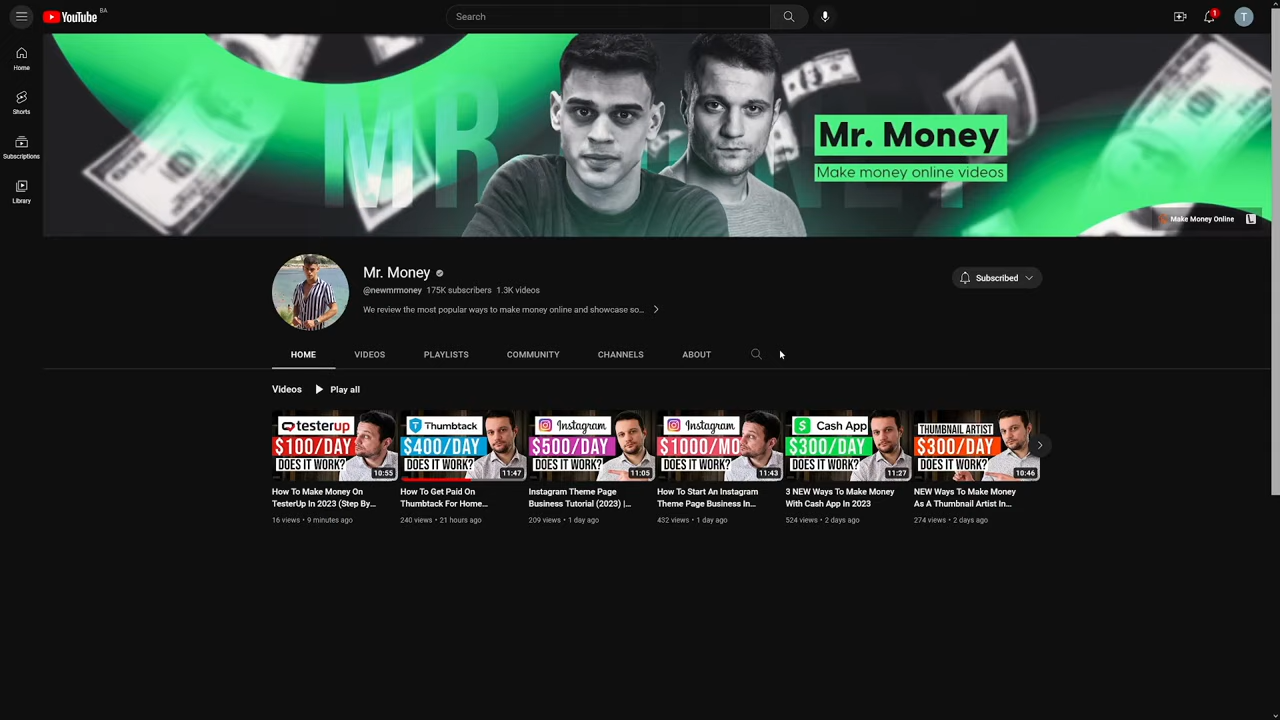 YouTube BA
Search
1
T
Home
Shorts
Subscriptions
Library
MR. MONEY
Mr. Money
Make money online videos
Make Money Online
Mr. Money
@newmrmoney 175K subscribers 1.3K videos
We review the most popular ways to make money online and showcase so...
Subscribed
HOME VIDEOS PLAYLISTS COMMUNITY CHANNELS ABOUT
Videos Play all
testerup
$100/DAY
DOES IT WORK?
10:55
How To Make Money On
TesterUp In 2023 (Step By...
16 views • 9 minutes ago
Thumbtack
$400/DAY
DOES IT WORK?
11:47
How To Get Paid On
Thumbtack For Home...
240 views • 21 hours ago
Instagram
$500/DAY
DOES IT WORK?
11:05
Instagram Theme Page
Business Tutorial (2023) |...
209 views • 1 day ago
Instagram
$1000/MO
DOES IT WORK?
11:43
How To Start An Instagram
Theme Page Business In...
432 views • 1 day ago
Cash App
$300/DAY
DOES IT WORK?
11:27
3 NEW Ways To Make Money
With Cash App In 2023
524 views • 2 days ago
THUMBNAIL ARTIST
$300/DAY
DOES IT WORK?
10:46
NEW Ways To Make Money
As A Thumbnail Artist In...
274 views • 2 days ago